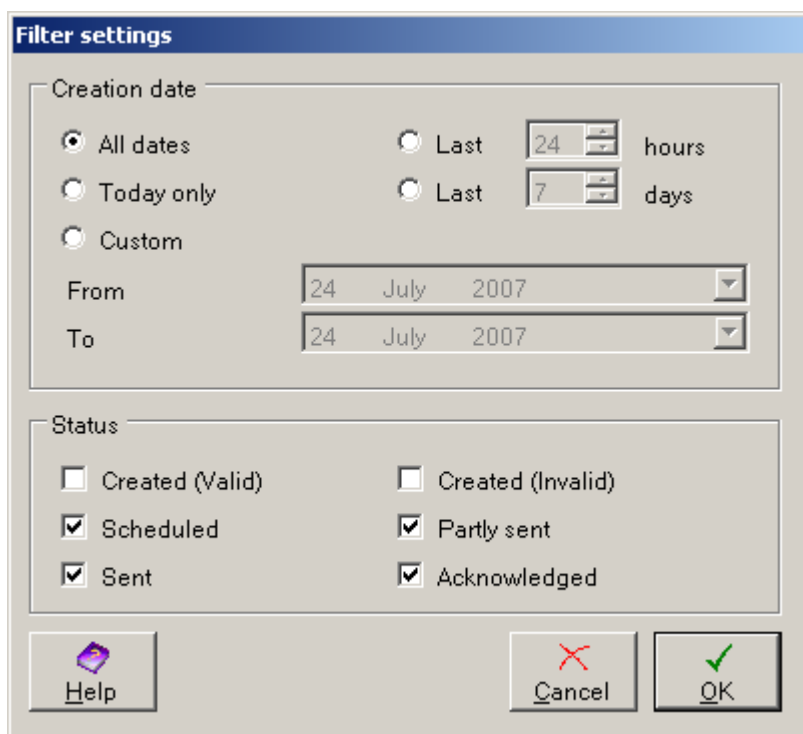 Filter settings
Creation date
All dates Last 24 hours
Today only Last 7 days
Custom
From 24 July 2007
To 24 July 2007
Status
Created (Valid) Created (Invalid)
Scheduled Partly sent
Sent Acknowledged
Help Cancel OK